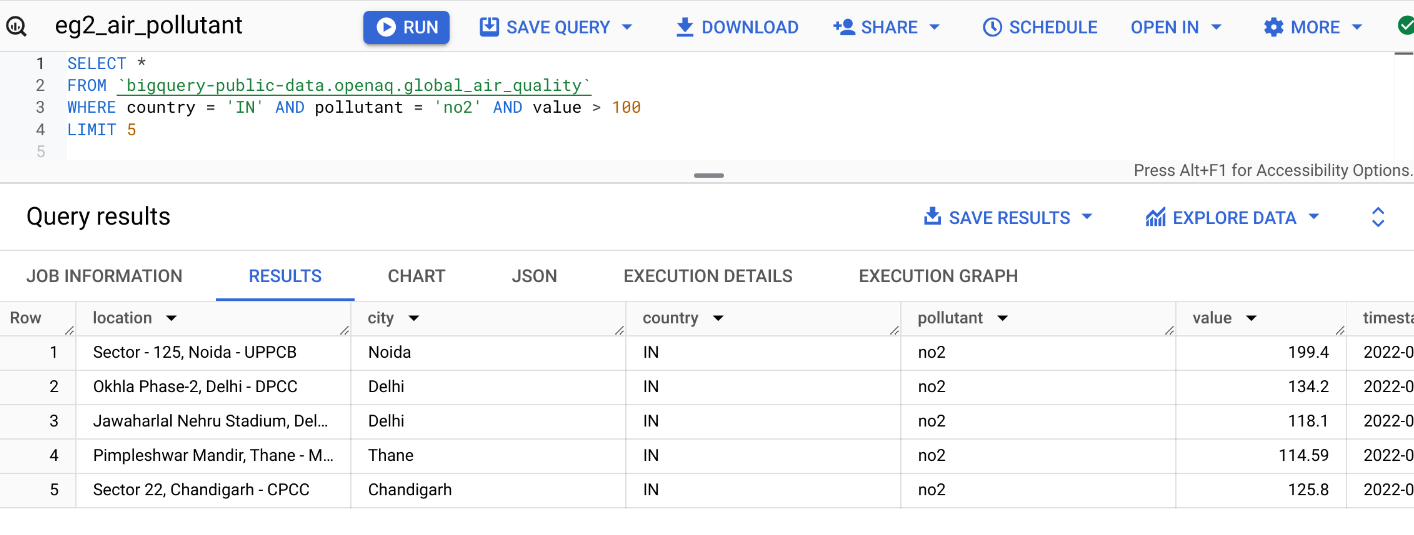 eg2_air_pollutant RUN SAVE QUERY DOWNLOAD SHARE SCHEDULE OPEN IN MORE
1 SELECT *
2 FROM `bigquery-public-data.openaq.global_air_quality`
3 WHERE country = 'IN' AND pollutant = 'no2' AND value > 100
4 LIMIT 5
5
Press Alt+F1 for Accessibility Options.
Query results SAVE RESULTS EXPLORE DATA
JOB INFORMATION RESULTS CHART JSON EXECUTION DETAILS EXECUTION GRAPH
Row location city country pollutant value timesta
1 Sector - 125, Noida - UPPCB Noida IN no2 199.4 2022-0
2 Okhla Phase-2, Delhi - DPCC Delhi IN no2 134.2 2022-0
3 Jawaharlal Nehru Stadium, Del... Delhi IN no2 118.1 2022-0
4 Pimpleshwar Mandir, Thane - M... Thane IN no2 114.59 2022-0
5 Sector 22, Chandigarh - CPCC Chandigarh IN no2 125.8 2022-0